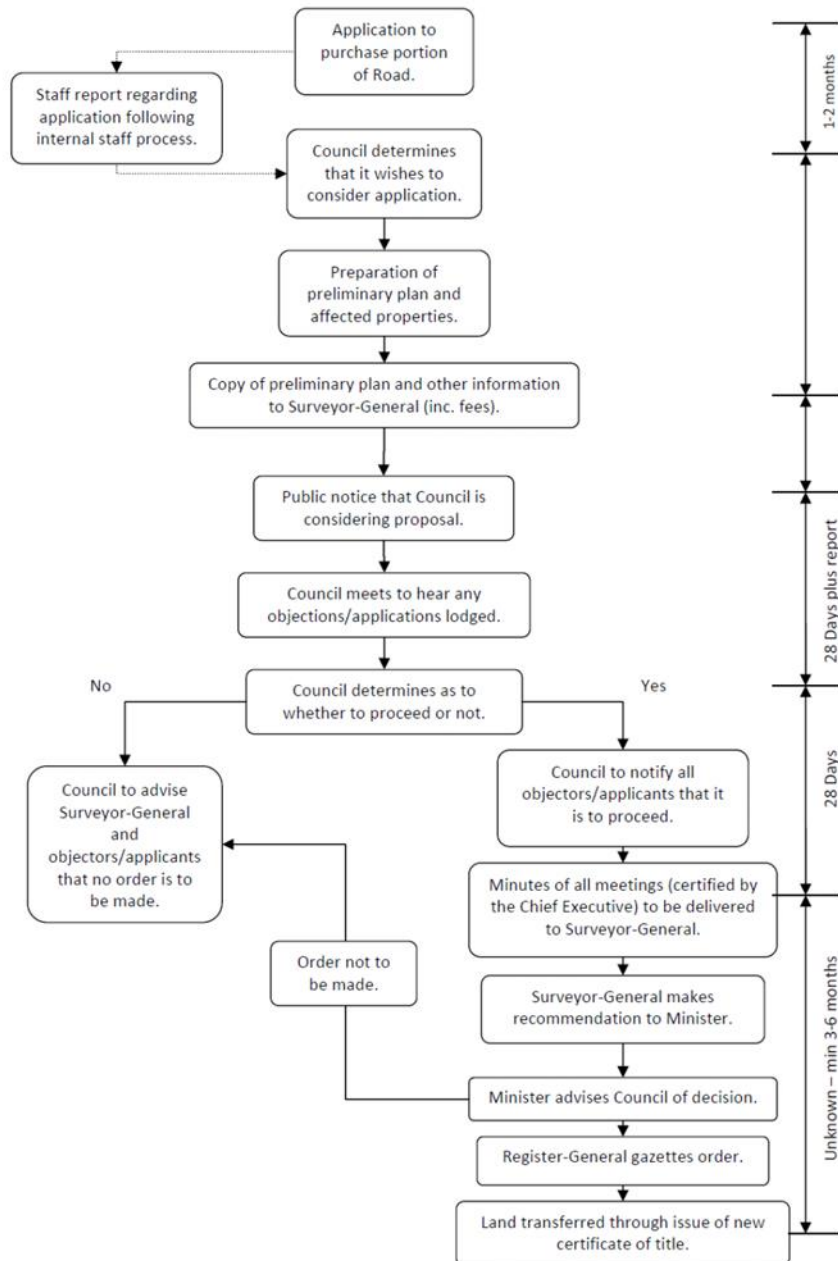 Application to
purchase portion
of Road.
Staff report regarding
application following
internal staff process.
Council determines
that it wishes to
consider application.
Preparation of
preliminary plan and
affected properties.
Copy of preliminary plan and other information
to Surveyor-General (inc. fees).
Public notice that Council is
considering proposal.
Council meets to hear any
objections/applications lodged.
No
Council determines as to
whether to proceed or not.
Yes
Council to advise
Surveyor-General
and
objectors/applicants
that no order is to
be made.
Council to notify all
objectors/applicants that it
is to proceed.
Minutes of all meetings (certified by
the Chief Executive) to be delivered
to Surveyor-General.
Order not to
be made.
Surveyor-General makes
recommendation to Minister.
Minister advises Council of decision.
Register-General gazettes order.
Land transferred through issue of new
certificate of title.
1-2 months
28 Days plus report
28 Days
Unknown – min 3-6 months